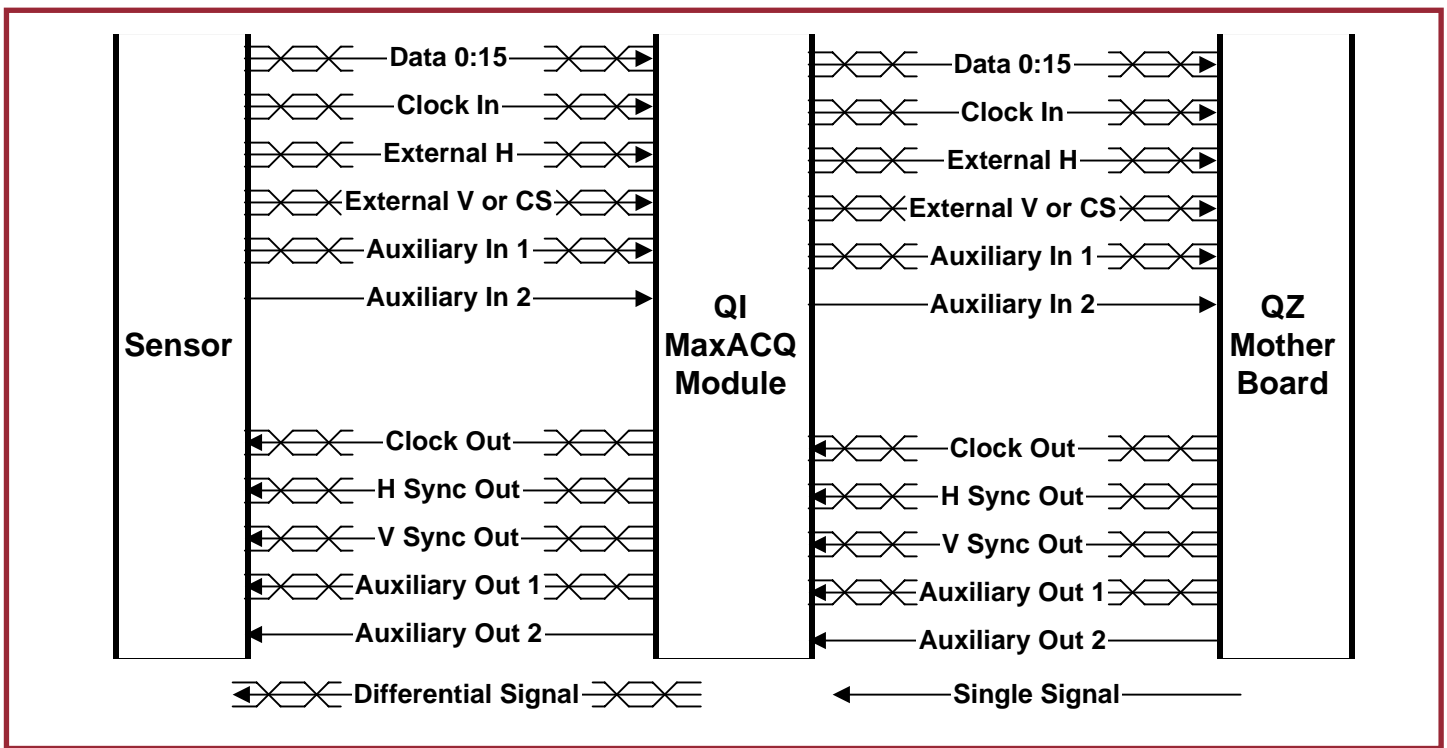 Data 0:15
Clock In
External H
External V or CS
Auxiliary In 1
Auxiliary In 2
Data 0:15
Clock In
External H
External V or CS
Auxiliary In 1
Auxiliary In 2
Sensor
QI
MaxACQ
Module
QZ
Mother
Board
Clock Out
H Sync Out
V Sync Out
Auxiliary Out 1
Auxiliary Out 2
Clock Out
H Sync Out
V Sync Out
Auxiliary Out 1
Auxiliary Out 2
Differential Signal
Single Signal